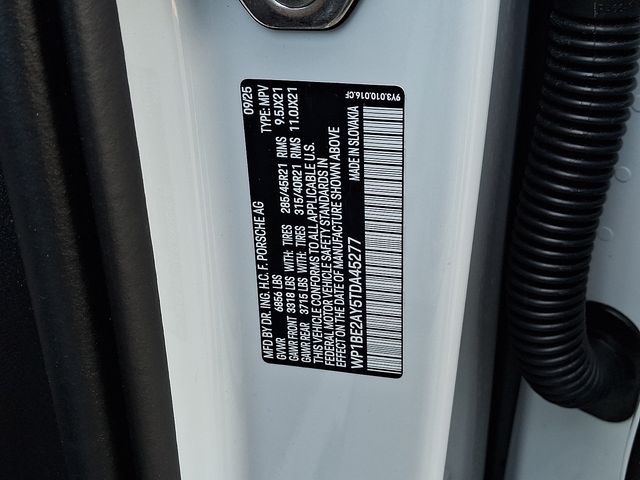 MFD BY DR. ING. H.C. F. PORSCHE AG 09/25
GVWR 6856 LBS TYPE: MPV
GAWR FRONT 3318 LBS WITH: TIRES 285/45R21 RIMS 9.5JX21
GAWR REAR 3715 LBS WITH: TIRES 315/40R21 RIMS 11.0JX21
THIS VEHICLE CONFORMS TO ALL APPLICABLE U.S.
FEDERAL MOTOR VEHICLE SAFETY STANDARDS IN
EFFECT ON DATE OF MANUFACTURE SHOWN ABOVE
WP1BE2AY5TDA45277 MADE IN SLOVAKIA
9Y3.010.016.CF